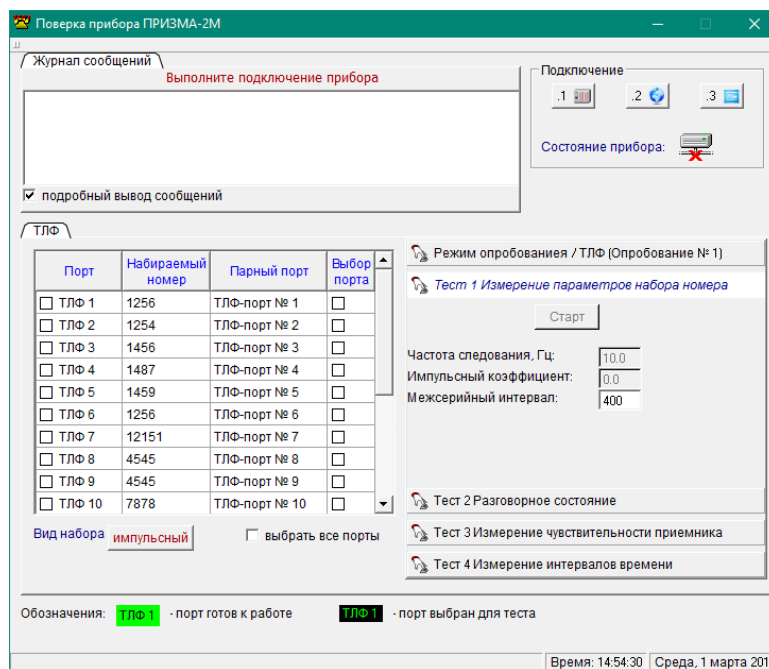 Поверка прибора ПРИЗМА-2М
Журнал сообщений
Выполните подключение прибора
подробный вывод сообщений
Подключение
.1 .2 .3
Состояние прибора:
ТЛФ
Порт Набираемый номер Парный порт Выбор порта
ТЛФ 1 1256 ТЛФ-порт № 1
ТЛФ 2 1254 ТЛФ-порт № 2
ТЛФ 3 1456 ТЛФ-порт № 3
ТЛФ 4 1487 ТЛФ-порт № 4
ТЛФ 5 1459 ТЛФ-порт № 5
ТЛФ 6 1256 ТЛФ-порт № 6
ТЛФ 7 12151 ТЛФ-порт № 7
ТЛФ 8 4545 ТЛФ-порт № 8
ТЛФ 9 4545 ТЛФ-порт № 9
ТЛФ 10 7878 ТЛФ-порт № 10
Вид набора импульсный выбрать все порты
Режим опробованиея / ТЛФ (Опробование № 1)
Тест 1 Измерение параметров набора номера
Старт
Частота следования, Гц: 10.0
Импульсный коэффициент: 0.0
Межсерийный интервал: 400
Тест 2 Разговорное состояние
Тест 3 Измерение чувствительности приемника
Тест 4 Измерение интервалов времени
Обозначения: ТЛФ 1 - порт готов к работе ТЛФ 1 - порт выбран для теста
Время: 14:54:30 Среда, 1 марта 201